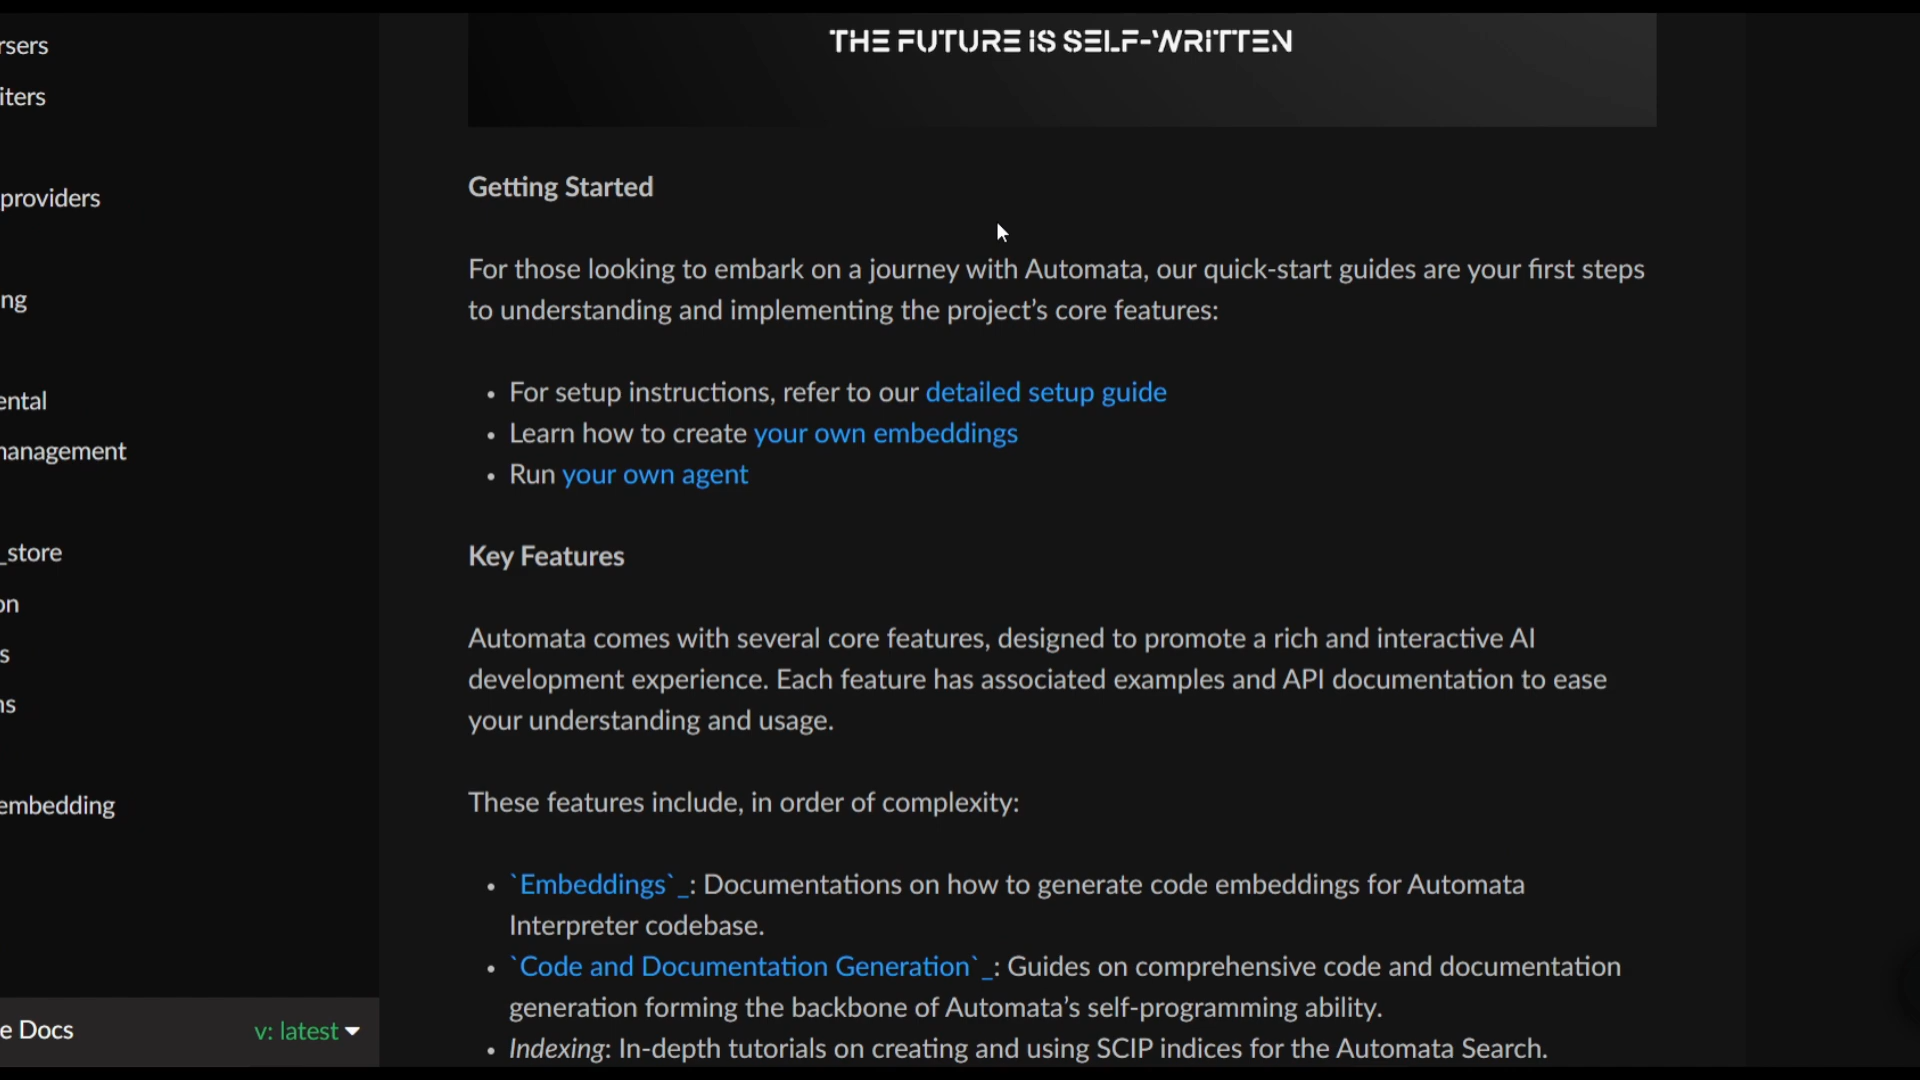 rsers
iters
providers
ng
ental
management
_store
on
s
ns
embedding
e Docs
v: latest
THE FUTURE IS SELF-WRITTEN
Getting Started
For those looking to embark on a journey with Automata, our quick-start guides are your first steps
to understanding and implementing the project’s core features:
• For setup instructions, refer to our detailed setup guide
• Learn how to create your own embeddings
• Run your own agent
Key Features
Automata comes with several core features, designed to promote a rich and interactive AI
development experience. Each feature has associated examples and API documentation to ease
your understanding and usage.
These features include, in order of complexity:
• `Embeddings`_: Documentations on how to generate code embeddings for Automata
Interpreter codebase.
• `Code and Documentation Generation`_: Guides on comprehensive code and documentation
generation forming the backbone of Automata’s self-programming ability.
• Indexing: In-depth tutorials on creating and using SCIP indices for the Automata Search.